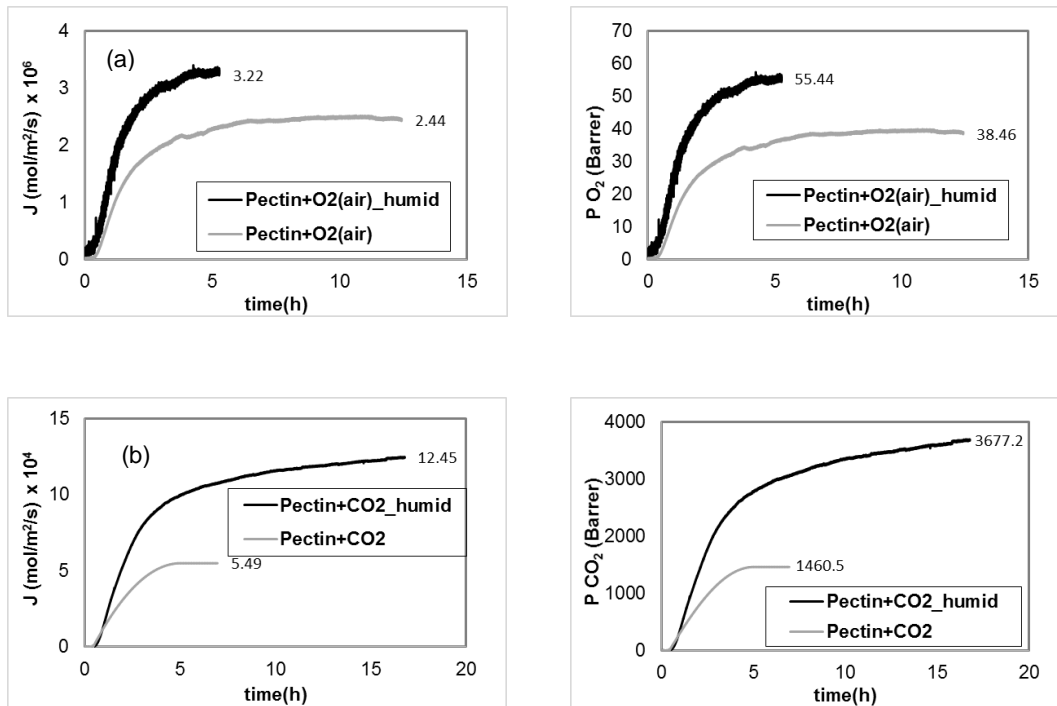 J (mol/m²/s) x 10⁶
4
3
2
1
0
(a)
3.22
2.44
Pectin+O2(air)_humid
Pectin+O2(air)
0 5 10 15
time(h)
P O₂ (Barrer)
70
60
50
40
30
20
10
0
55.44
38.46
Pectin+O2(air)_humid
Pectin+O2(air)
0 5 10 15
time(h)
J (mol/m²/s) x 10⁴
15
10
5
0
(b)
12.45
Pectin+CO2_humid
Pectin+CO2
5.49
0 5 10 15 20
time(h)
P CO₂ (Barrer)
4000
3000
2000
1000
0
3677.2
1460.5
Pectin+CO2_humid
Pectin+CO2
0 5 10 15 20
time(h)